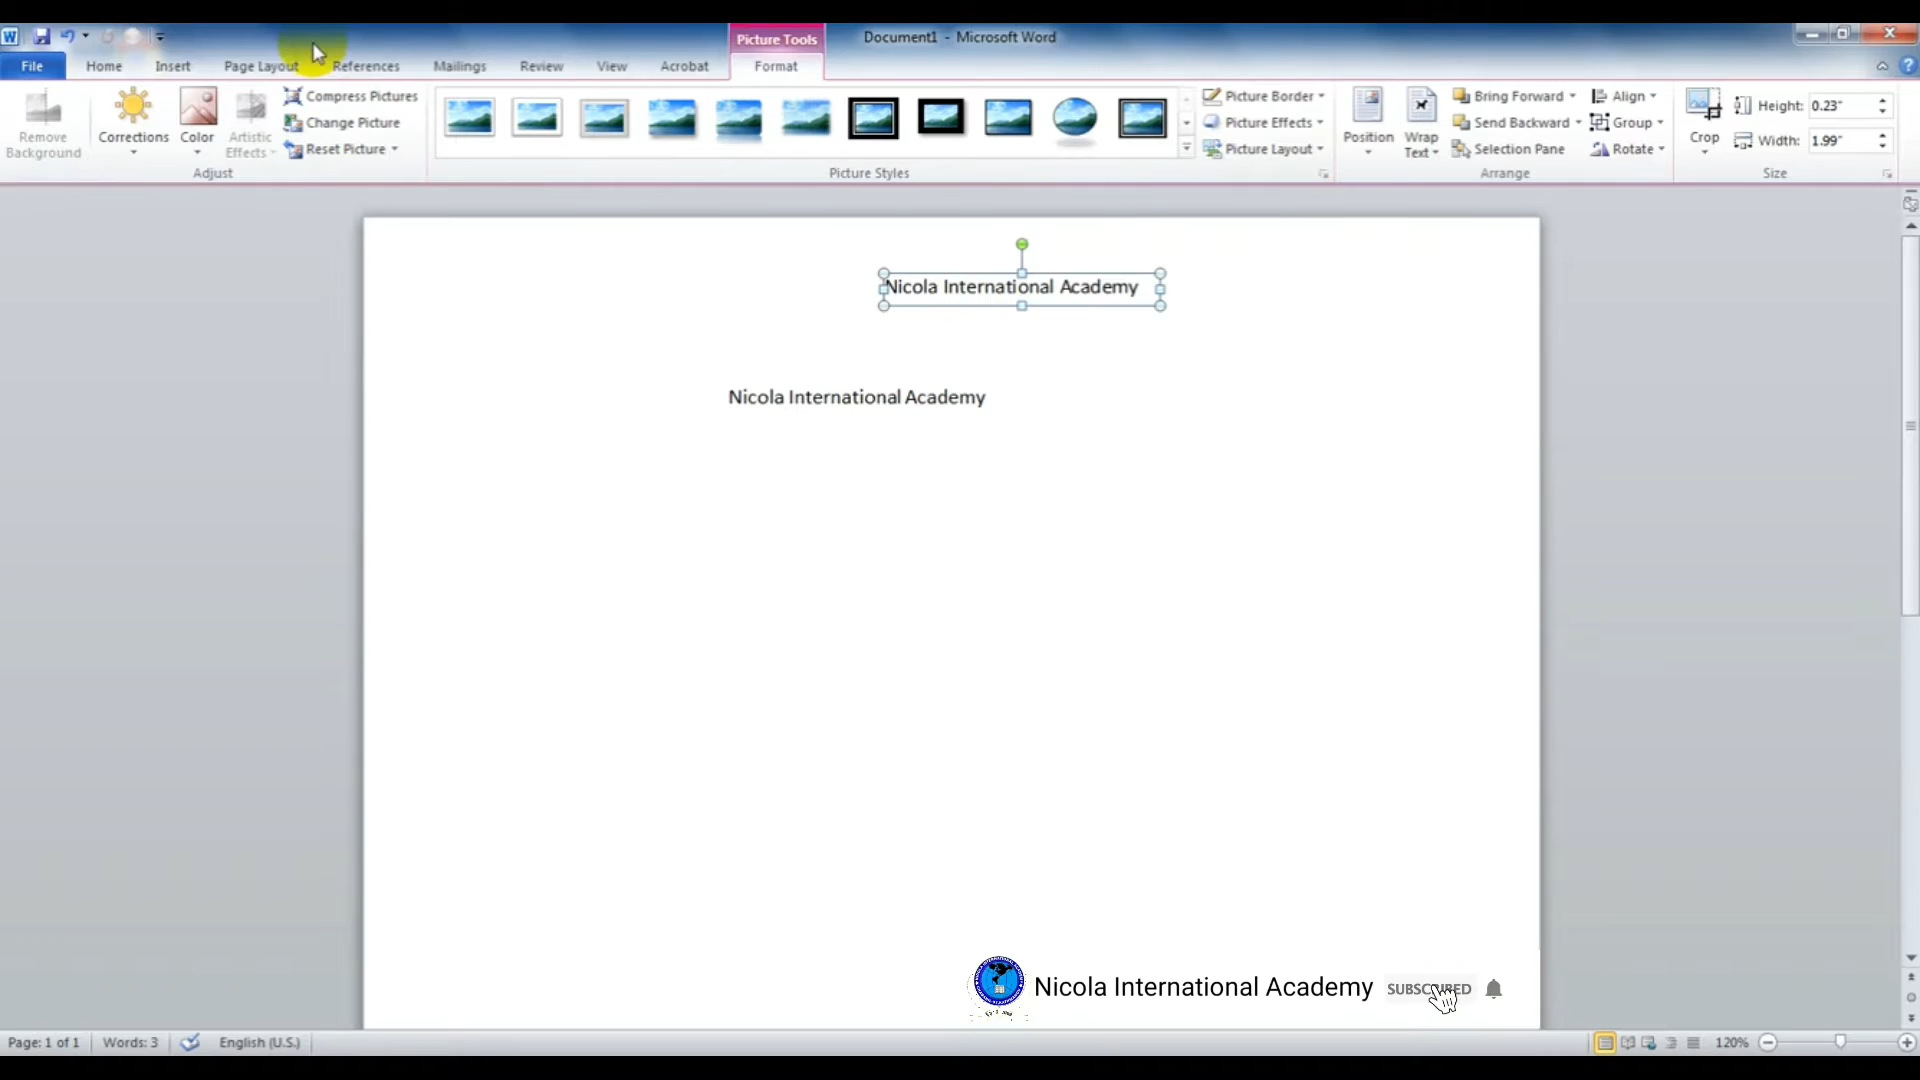 Picture Tools
Document1 - Microsoft Word
File Home Insert Page Layout References Mailings Review View Acrobat Format
Remove Background
Corrections
Color
Artistic Effects
Compress Pictures
Change Picture
Reset Picture
Adjust
Picture Styles
Picture Border
Picture Effects
Picture Layout
Position
Wrap Text
Bring Forward
Send Backward
Selection Pane
Align
Group
Rotate
Arrange
Crop
Height: 0.23"
Width: 1.99"
Size
Nicola International Academy
Nicola International Academy
Nicola International Academy SUBSCRIBED
Page: 1 of 1 Words: 3 English (U.S.) 120%